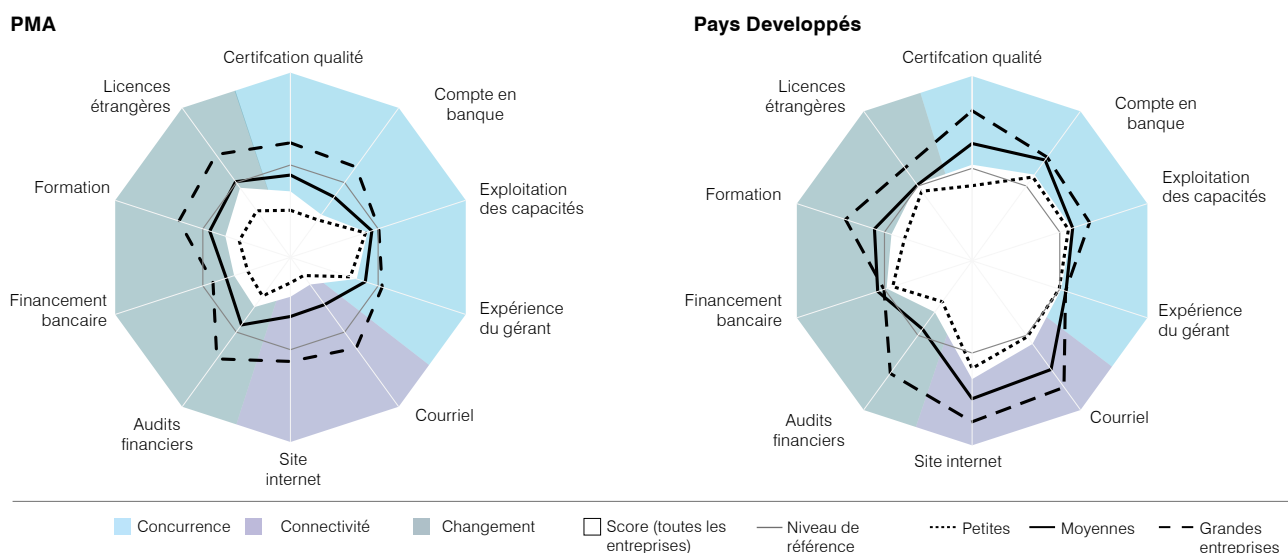 PMA
Certifcation qualité
Licences
étrangères
Compte en
banque
Formation
Exploitation
des capacités
Financement
bancaire
Expérience
du gérant
Audits
financiers
Courriel
Site
internet
Pays Developpés
Certifcation qualité
Licences
étrangères
Compte en
banque
Formation
Exploitation
des capacités
Financement
bancaire
Expérience
du gérant
Audits
financiers
Courriel
Site internet
Concurrence
Connectivité
Changement
Score (toutes les
entreprises)
Niveau de
référence
Petites
Moyennes
Grandes
entreprises